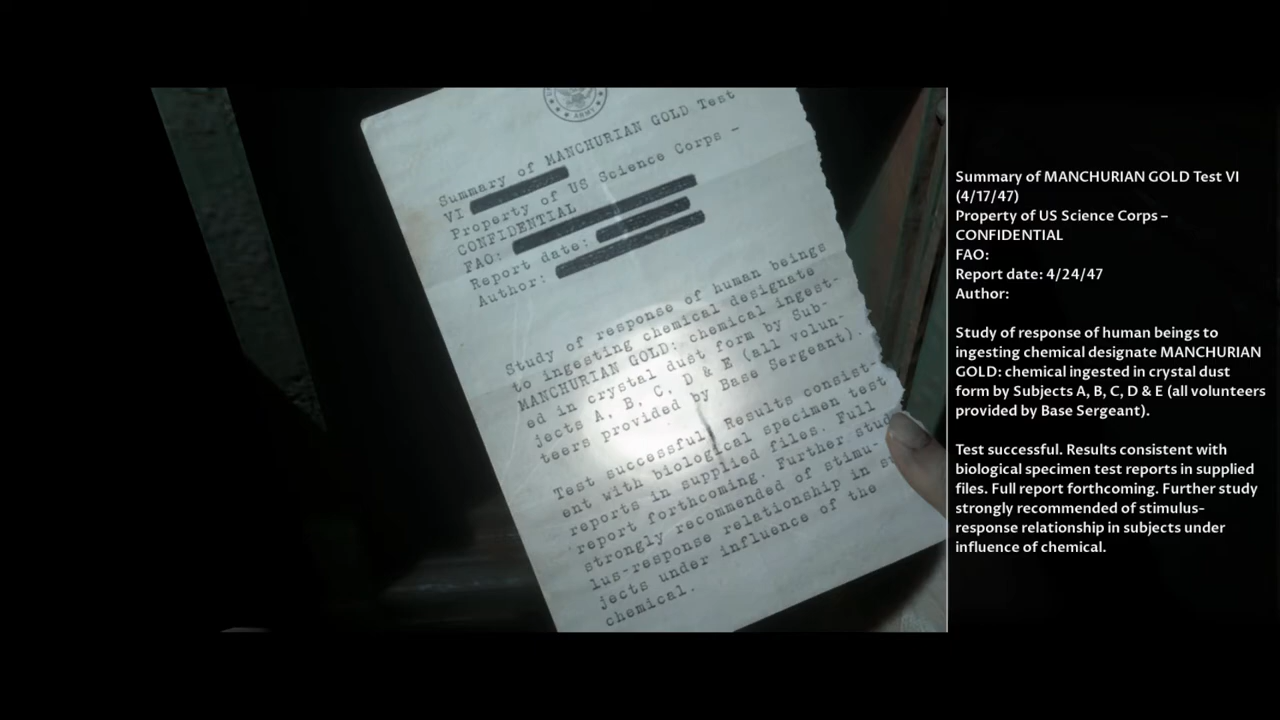 ARMY
Summary of MANCHURIAN GOLD Test
VI
Property of US Science Corps –
CONFIDENTIAL
FAO:
Report date:
Author:
Study of response of human beings
to ingesting chemical designate
MANCHURIAN GOLD: chemical ingest-
ed in crystal dust form by Sub-
jects A, B, C, D & E (all volun-
teers provided by Base Sergeant).
Test successful. Results consist-
ent with biological specimen test
reports in supplied files. Full
report forthcoming. Further stud
strongly recommended of stimu-
lus-response relationship in su
jects under influence of the
chemical.
Summary of MANCHURIAN GOLD Test VI
(4/17/47)
Property of US Science Corps –
CONFIDENTIAL
FAO:
Report date: 4/24/47
Author:
Study of response of human beings to
ingesting chemical designate MANCHURIAN
GOLD: chemical ingested in crystal dust
form by Subjects A, B, C, D & E (all volunteers
provided by Base Sergeant).
Test successful. Results consistent with
biological specimen test reports in supplied
files. Full report forthcoming. Further study
strongly recommended of stimulus-
response relationship in subjects under
influence of chemical.